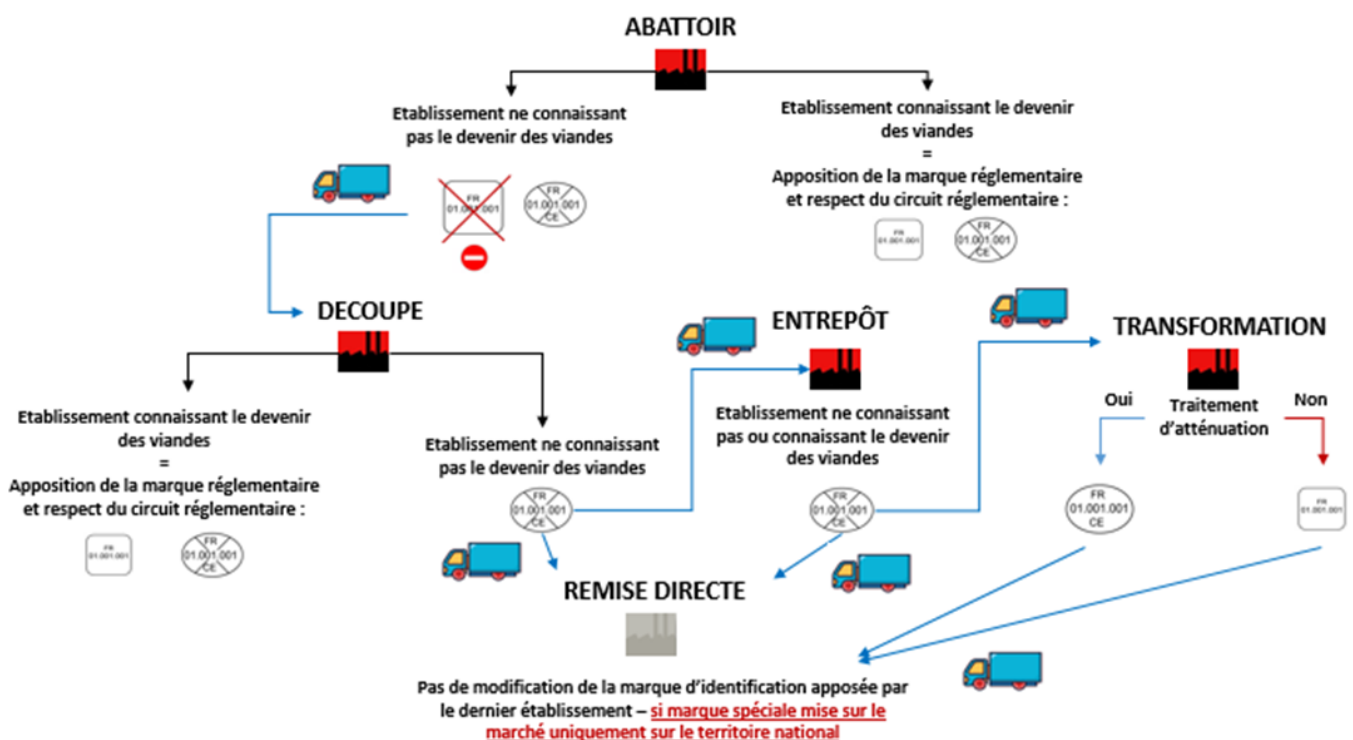 ABATTOIR
Etablissement ne connaissant
pas le devenir des viandes
Etablissement connaissant le devenir
des viandes
=
Apposition de la marque réglementaire
et respect du circuit réglementaire :
FR
01.001.001
FR
01.001.001
CE
FR
01.001.001
FR
01.001.001
CE
DECOUPE
ENTREPÔT
TRANSFORMATION
Etablissement connaissant le devenir
des viandes
=
Apposition de la marque réglementaire
et respect du circuit réglementaire :
FR
01.001.001
FR
01.001.001
CE
Etablissement ne connaissant
pas le devenir des viandes
FR
01.001.001
CE
Etablissement ne connaissant
pas ou connaissant le devenir
des viandes
FR
01.001.001
CE
Oui
Traitement
d'atténuation
Non
FR
01.001.001
CE
FR
01.001.001
REMISE DIRECTE
Pas de modification de la marque d'identification apposée par
le dernier établissement – si marque spéciale mise sur le
marché uniquement sur le territoire national